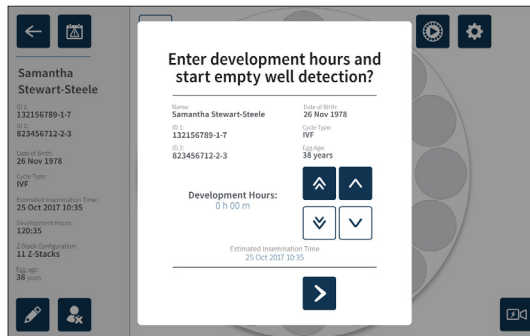 Samantha
Stewart-Steele
ID 1:
132156789-1-7
ID 2:
823456712-2-3
Date of Birth:
26 Nov 1978
Cycle Type:
IVF
Estimated Insemination Time:
25 Oct 2017 10:35
Development Hours:
120:35
Z-Stack Configuration:
11 Z-Stacks
Egg age:
38 years
Enter development hours and
start empty well detection?
Name:
Samantha Stewart-Steele
Date of Birth:
26 Nov 1978
ID 1:
132156789-1-7
Cycle Type:
IVF
ID 2:
823456712-2-3
Egg Age:
38 years
Development Hours:
0 h 00 m
Estimated Insemination Time
25 Oct 2017 10:35